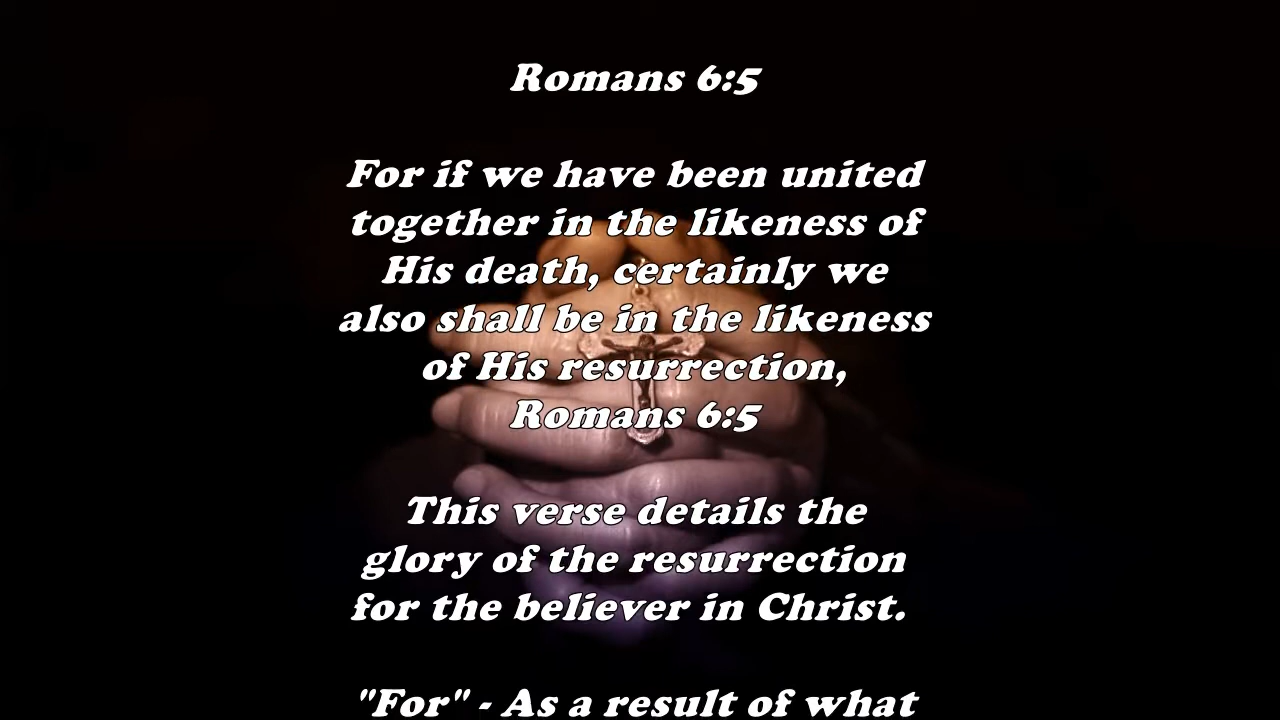 Romans 6:5
For if we have been united
together in the likeness of
His death, certainly we
also shall be in the likeness
of His resurrection,
Romans 6:5
This verse details the
glory of the resurrection
for the believer in Christ.
"For" - As a result of what